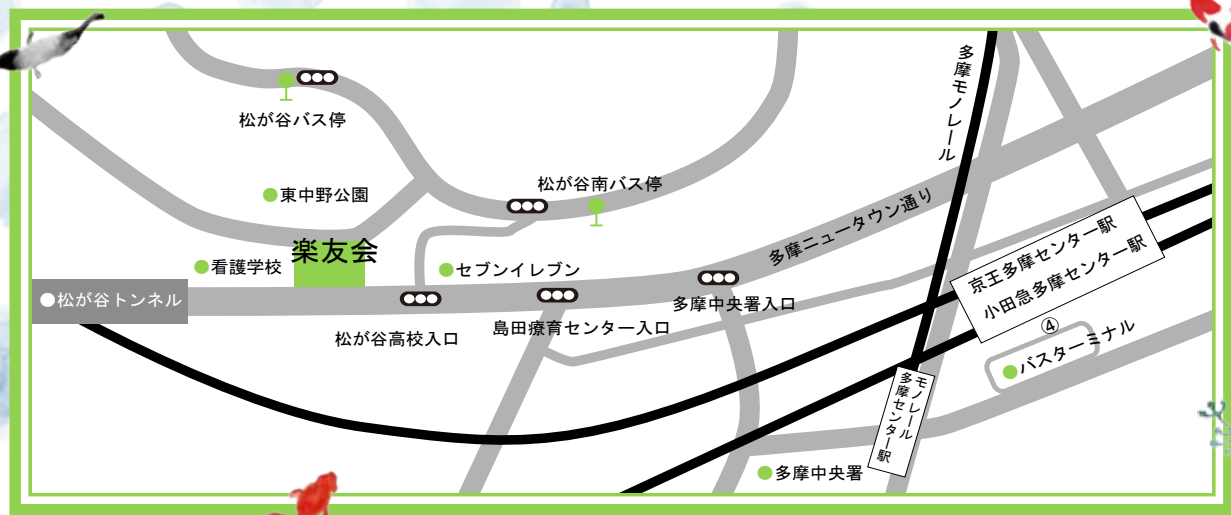 多摩モノレール
松が谷バス停
東中野公園
松が谷南バス停
多摩ニュータウン通り
楽友会
看護学校
セブンイレブン
松が谷トンネル
松が谷高校入口
島田療育センター入口
多摩中央署入口
京王多摩センター駅
小田急多摩センター駅
④
バスターミナル
モノレール
多摩センター駅
多摩中央署